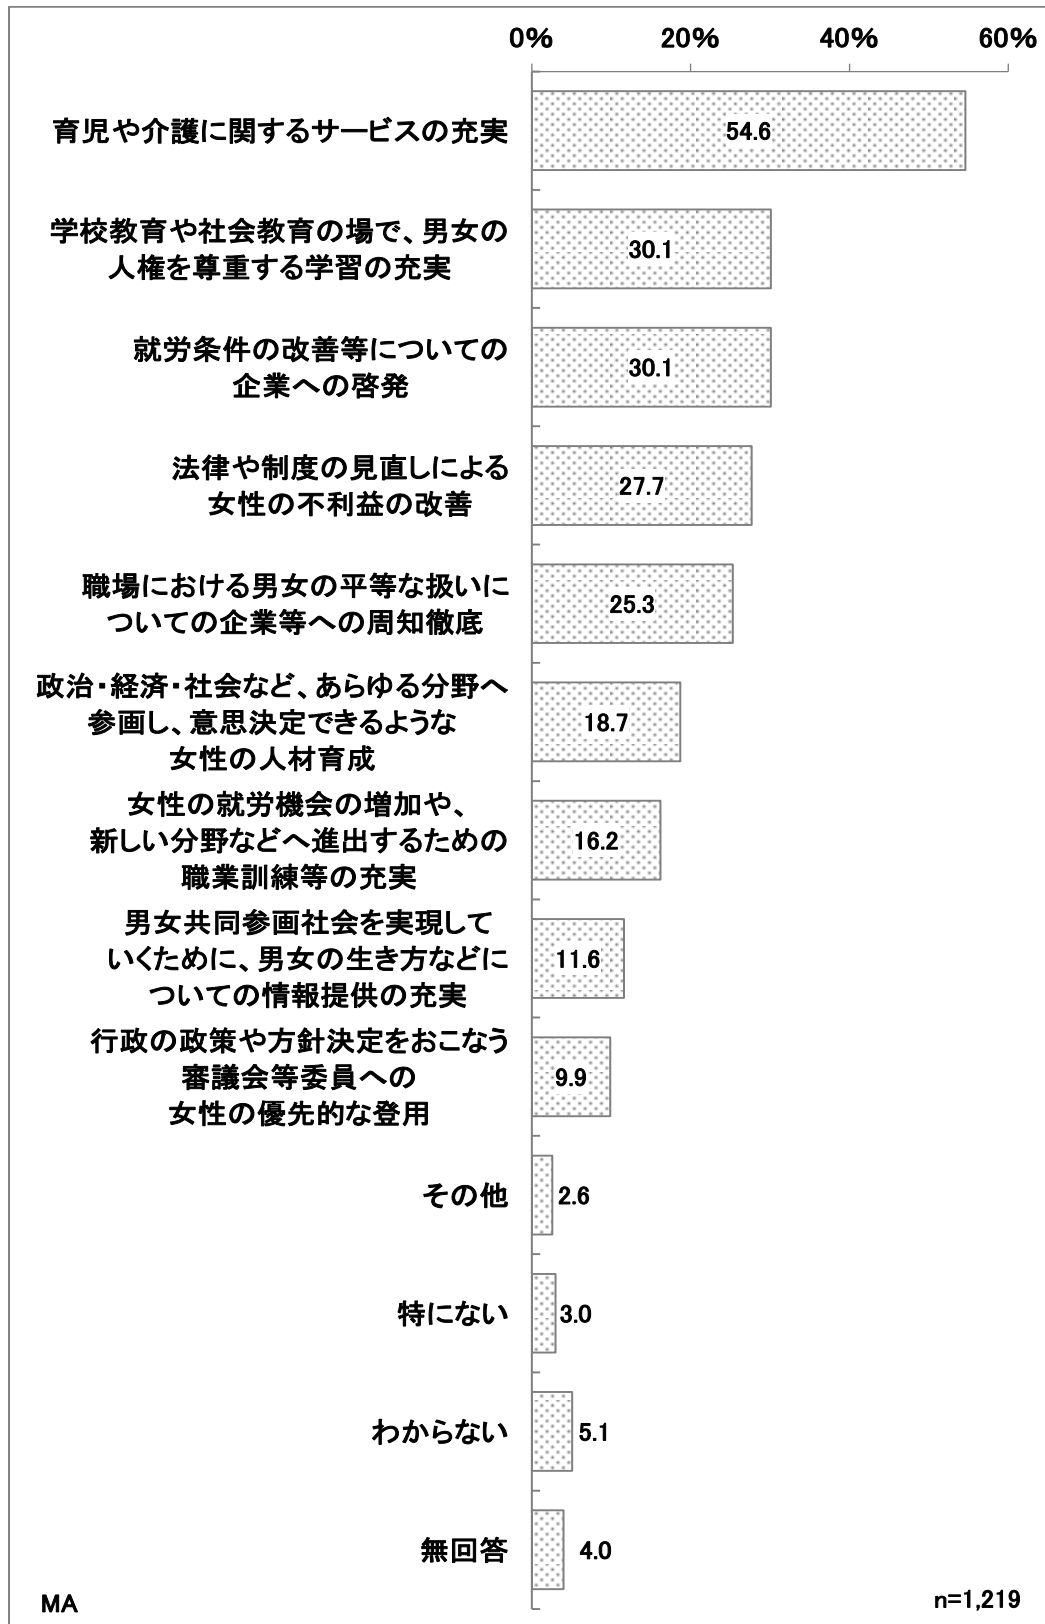 0% 20% 40% 60%
育児や介護に関するサービスの充実 54.6
学校教育や社会教育の場で、男女の
人権を尊重する学習の充実
30.1
就労条件の改善等についての
企業への啓発
30.1
法律や制度の見直しによる
女性の不利益の改善
27.7
職場における男女の平等な扱いに
ついての企業等への周知徹底
25.3
政治・経済・社会など、あらゆる分野へ
参画し、意思決定できるような
女性の人材育成
18.7
女性の就労機会の増加や、
新しい分野などへ進出するための
職業訓練等の充実
16.2
男女共同参画社会を実現して
いくために、男女の生き方などに
ついての情報提供の充実
11.6
行政の政策や方針決定をおこなう
審議会等委員への
女性の優先的な登用
9.9
その他 2.6
特にない 3.0
わからない 5.1
無回答 4.0
MA n=1,219